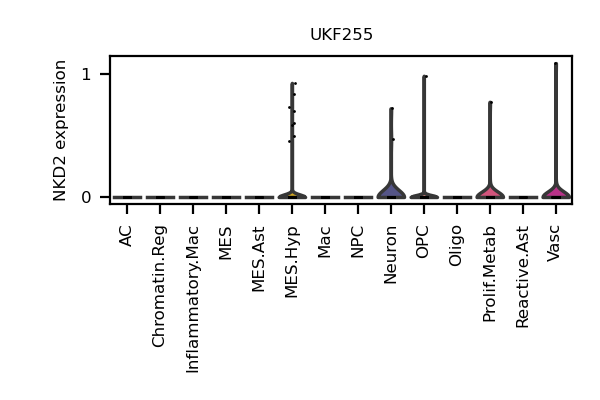 UKF255
NKD2 expression
1
0
AC
Chromatin.Reg
Inflammatory.Mac
MES
MES.Ast
MES.Hyp
Mac
NPC
Neuron
OPC
Oligo
Prolif.Metab
Reactive.Ast
Vasc